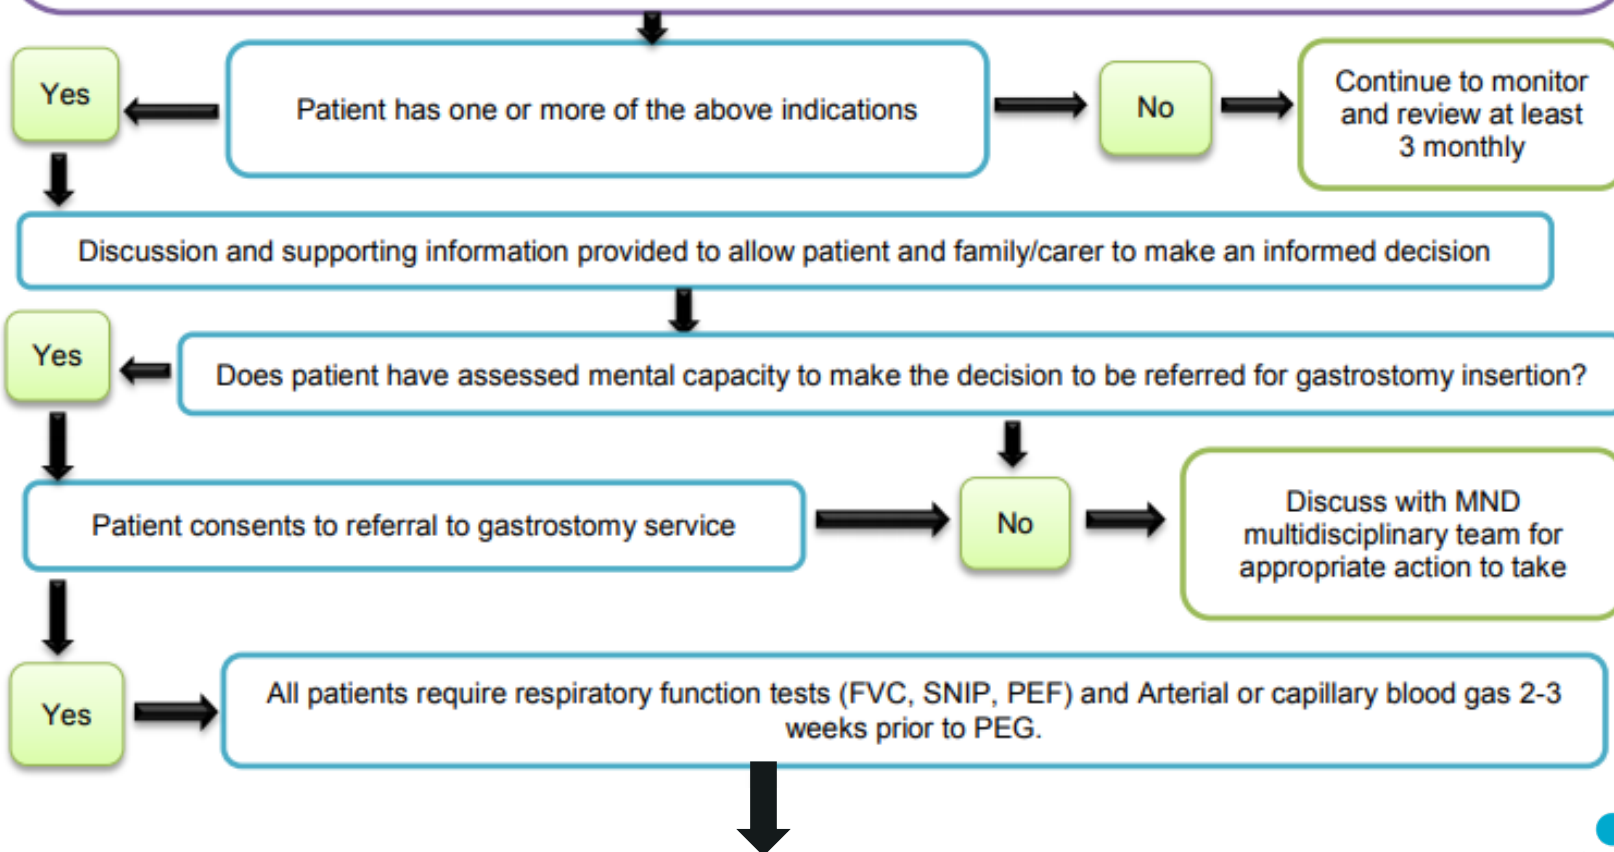 Yes
Patient has one or more of the above indications
No
Continue to monitor
and review at least
3 monthly
Discussion and supporting information provided to allow patient and family/carer to make an informed decision
Yes
Does patient have assessed mental capacity to make the decision to be referred for gastrostomy insertion?
Patient consents to referral to gastrostomy service
No
Discuss with MND
multidisciplinary team for
appropriate action to take
Yes
All patients require respiratory function tests (FVC, SNIP, PEF) and Arterial or capillary blood gas 2-3
weeks prior to PEG.